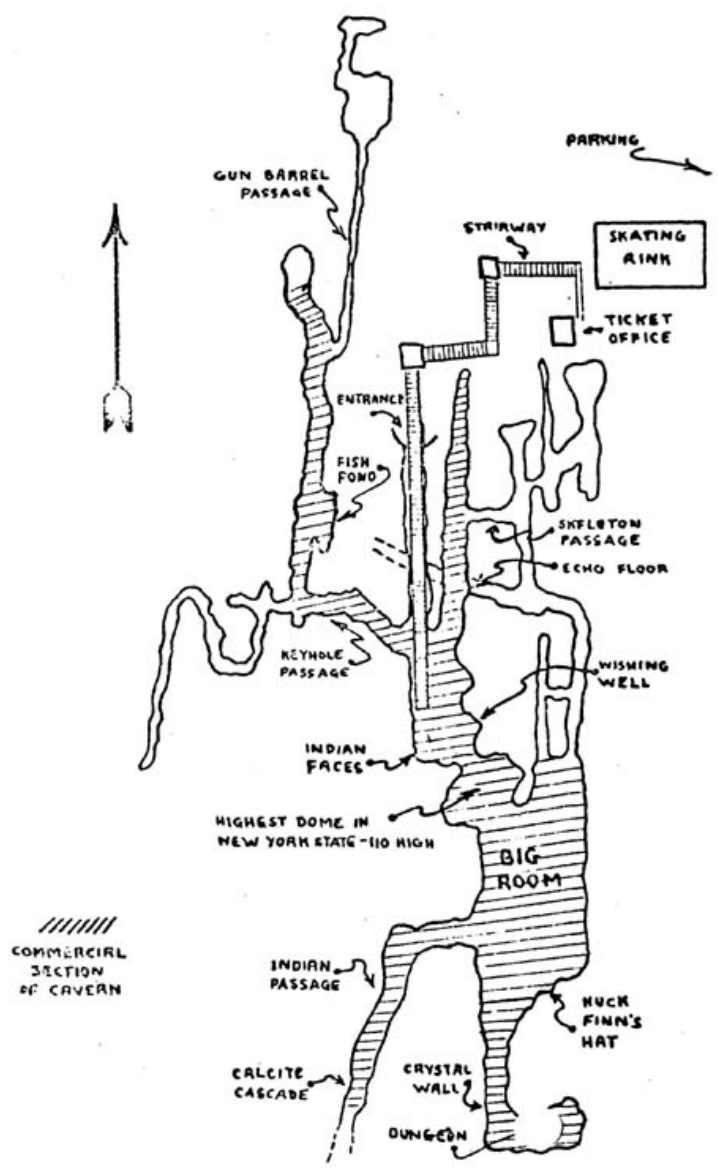 PARKING
GUN BARREL
PASSAGE
STAIRWAY
SKATING
RINK
TICKET
OFFICE
ENTRANCE
FISH
POND
SKELETON
PASSAGE
ECHO FLOOR
KEYHOLE
PASSAGE
WISHING
WELL
INDIAN
FACES
HIGHEST DOME IN
NEW YORK STATE-110 HIGH
BIG
ROOM
COMMERCIAL
SECTION
OF CAVERN
INDIAN
PASSAGE
HUCK
FINN'S
HAT
CALCITE
CASCADE
CRYSTAL
WALL
DUNGEON